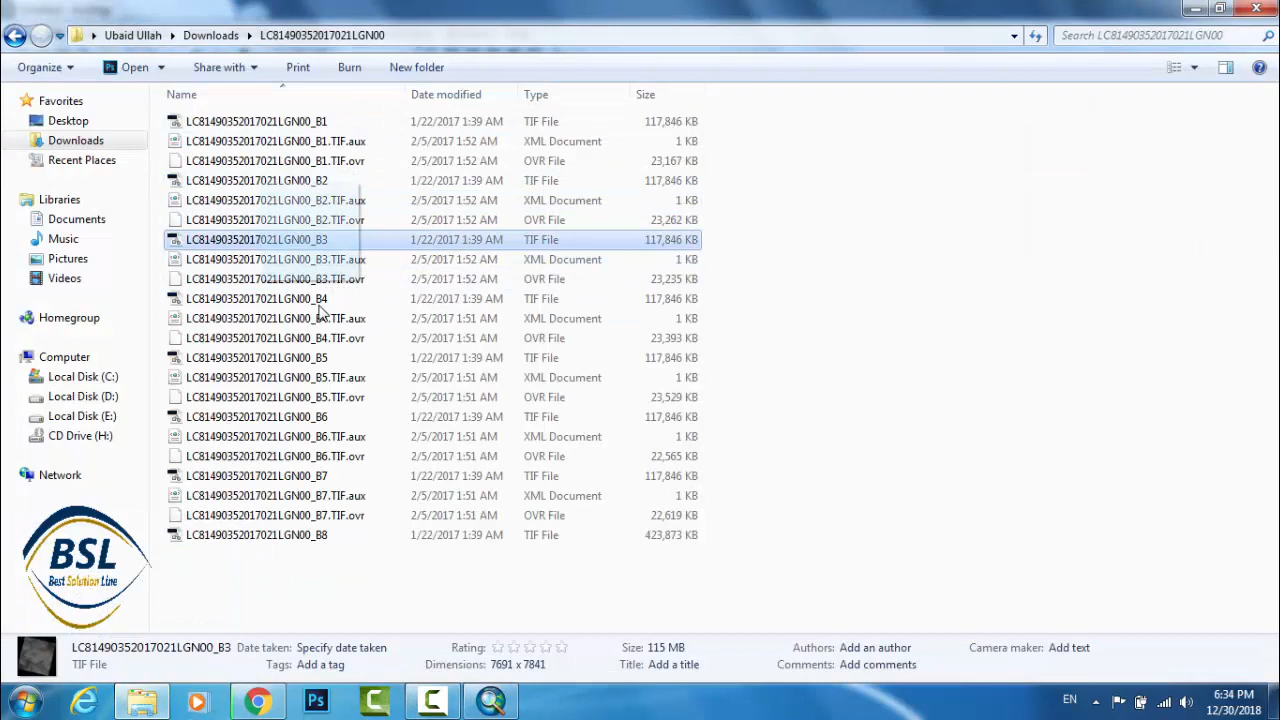 Ubaid Ullah Downloads LC81490352017021LGN00 Search LC81490352017021LGN00
Organize Open Share with Print Burn New folder
Name Date modified Type Size
Favorites
Desktop
Downloads
Recent Places
Libraries
Documents
Music
Pictures
Videos
Homegroup
Computer
Local Disk (C:)
Local Disk (D:)
Local Disk (E:)
CD Drive (H:)
Network
LC81490352017021LGN00_B1 1/22/2017 1:39 AM TIF File 117,846 KB
LC81490352017021LGN00_B1.TIF.aux 2/5/2017 1:52 AM XML Document 1 KB
LC81490352017021LGN00_B1.TIF.ovr 2/5/2017 1:52 AM OVR File 23,167 KB
LC81490352017021LGN00_B2 1/22/2017 1:39 AM TIF File 117,846 KB
LC81490352017021LGN00_B2.TIF.aux 2/5/2017 1:52 AM XML Document 1 KB
LC81490352017021LGN00_B2.TIF.ovr 2/5/2017 1:52 AM OVR File 23,262 KB
LC81490352017021LGN00_B3 1/22/2017 1:39 AM TIF File 117,846 KB
LC81490352017021LGN00_B3.TIF.aux 2/5/2017 1:52 AM XML Document 1 KB
LC81490352017021LGN00_B3.TIF.ovr 2/5/2017 1:52 AM OVR File 23,235 KB
LC81490352017021LGN00_B4 1/22/2017 1:39 AM TIF File 117,846 KB
LC81490352017021LGN00_B4.TIF.aux 2/5/2017 1:51 AM XML Document 1 KB
LC81490352017021LGN00_B4.TIF.ovr 2/5/2017 1:51 AM OVR File 23,393 KB
LC81490352017021LGN00_B5 1/22/2017 1:39 AM TIF File 117,846 KB
LC81490352017021LGN00_B5.TIF.aux 2/5/2017 1:51 AM XML Document 1 KB
LC81490352017021LGN00_B5.TIF.ovr 2/5/2017 1:51 AM OVR File 23,529 KB
LC81490352017021LGN00_B6 1/22/2017 1:39 AM TIF File 117,846 KB
LC81490352017021LGN00_B6.TIF.aux 2/5/2017 1:51 AM XML Document 1 KB
LC81490352017021LGN00_B6.TIF.ovr 2/5/2017 1:51 AM OVR File 22,565 KB
LC81490352017021LGN00_B7 1/22/2017 1:39 AM TIF File 117,846 KB
LC81490352017021LGN00_B7.TIF.aux 2/5/2017 1:51 AM XML Document 1 KB
LC81490352017021LGN00_B7.TIF.ovr 2/5/2017 1:51 AM OVR File 22,619 KB
LC81490352017021LGN00_B8 1/22/2017 1:39 AM TIF File 423,873 KB
BSL
Best Solution Line
LC81490352017021LGN00_B3 Date taken: Specify date taken Rating: Size: 115 MB Authors: Add an author Camera maker: Add text
TIF File Tags: Add a tag Dimensions: 7691 x 7841 Title: Add a title Comments: Add comments
Ps
EN
6:34 PM
12/30/2018